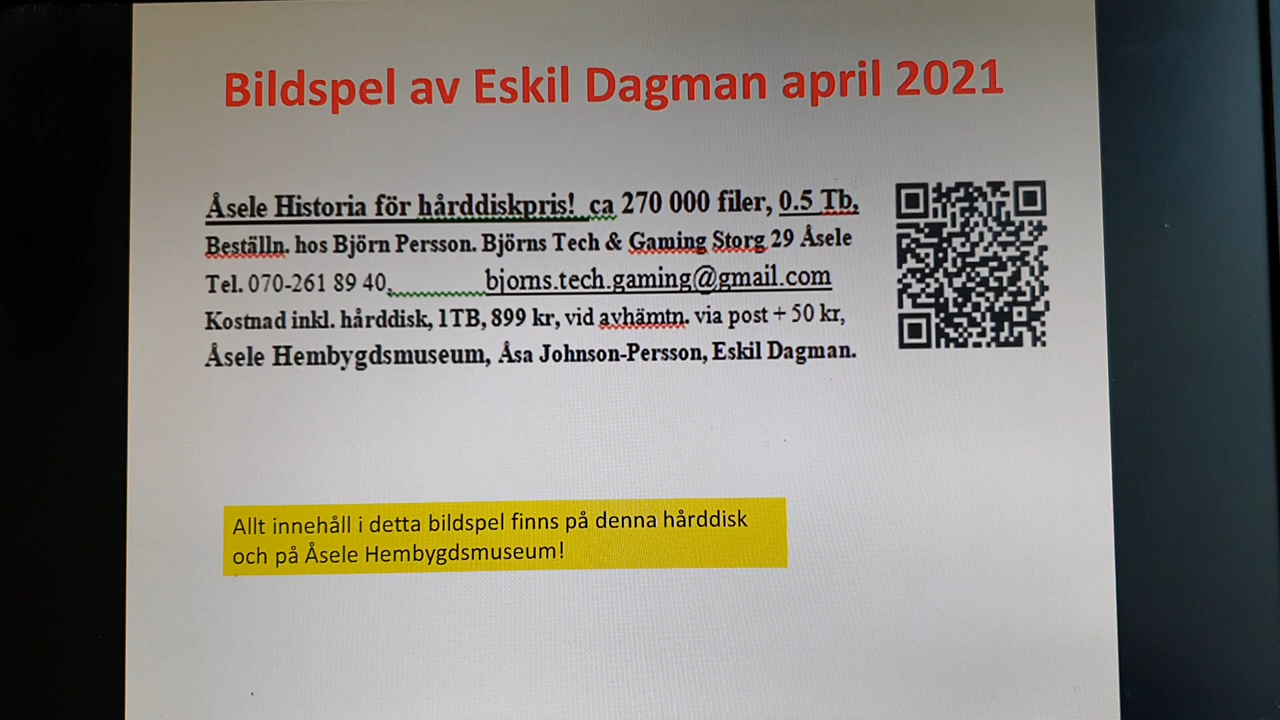 Bildspel av Eskil Dagman april 2021
Åsele Historia för hårddiskpris! ca 270 000 filer, 0.5 Tb,
Beställn. hos Björn Persson. Björns Tech & Gaming Storg 29 Åsele
Tel. 070-261 89 40, bjorns.tech.gaming@gmail.com
Kostnad inkl. hårddisk, 1TB, 899 kr, vid avhämtn. via post + 50 kr,
Åsele Hembygdsmuseum, Åsa Johnson-Persson, Eskil Dagman.
Allt innehåll i detta bildspel finns på denna hårddisk
och på Åsele Hembygdsmuseum!